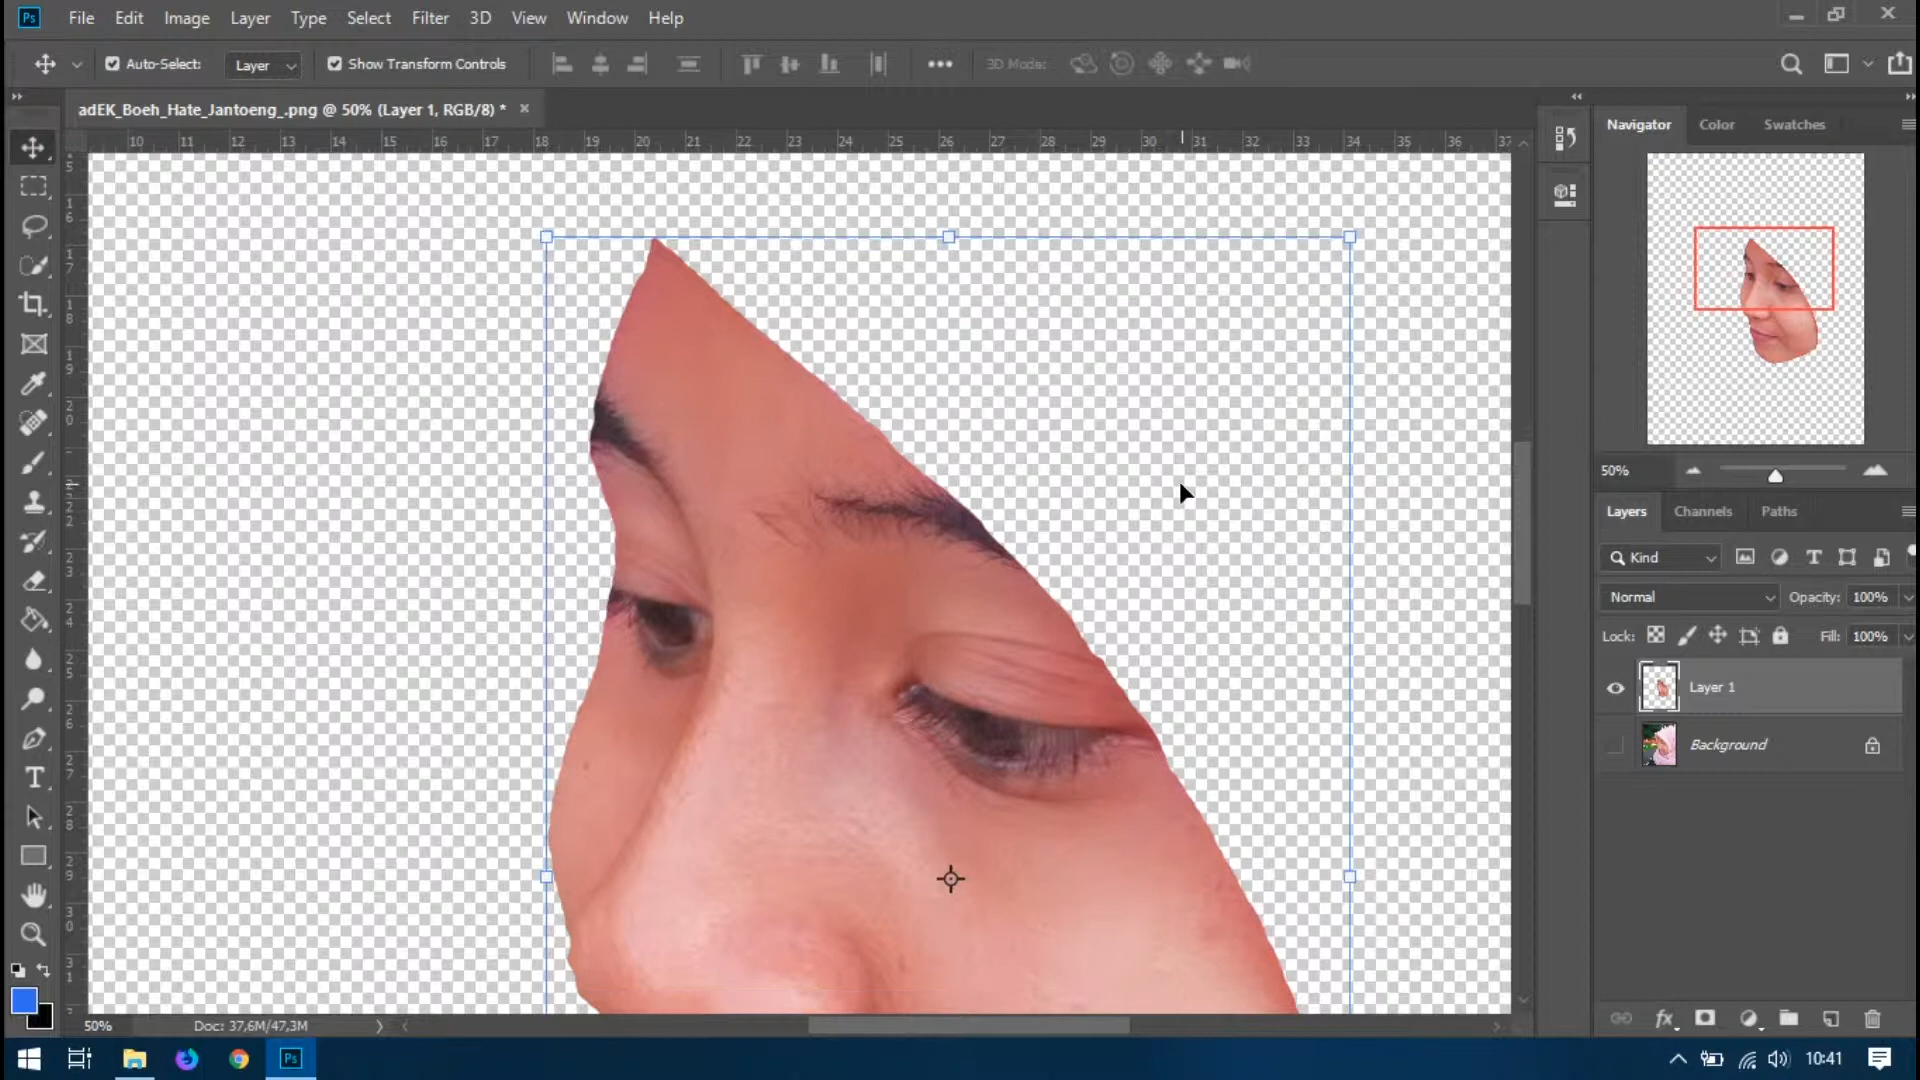 Ps File Edit Image Layer Type Select Filter 3D View Window Help
Auto-Select: Layer Show Transform Controls 3D Mode:
adEK_Boeh_Hate_Jantoeng_.png @ 50% (Layer 1, RGB/8) *
10 11 12 13 14 15 16 17 18 19 20 21 22 23 24 25 26 27 28 29 30 31 32 33 34 35 36 37
Navigator Color Swatches
50%
Layers Channels Paths
Kind
Normal Opacity: 100%
Lock: Fill: 100%
Layer 1
Background
50% Doc: 37,6M/47,3M
Ps 10:41